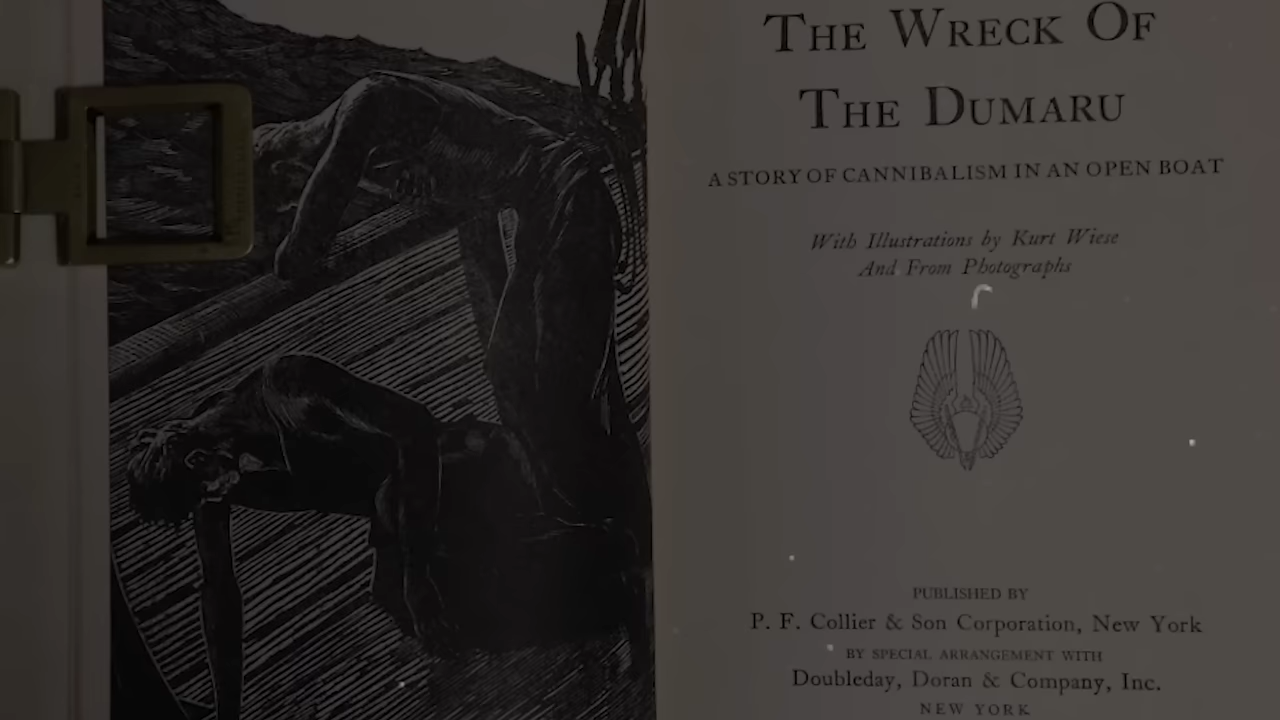 THE WRECK OF
THE DUMARU
A STORY OF CANNIBALISM IN AN OPEN BOAT
With Illustrations by Kurt Wiese
And From Photographs
PUBLISHED BY
P. F. Collier & Son Corporation, New York
BY SPECIAL ARRANGEMENT WITH
Doubleday, Doran & Company, Inc.
NEW YORK